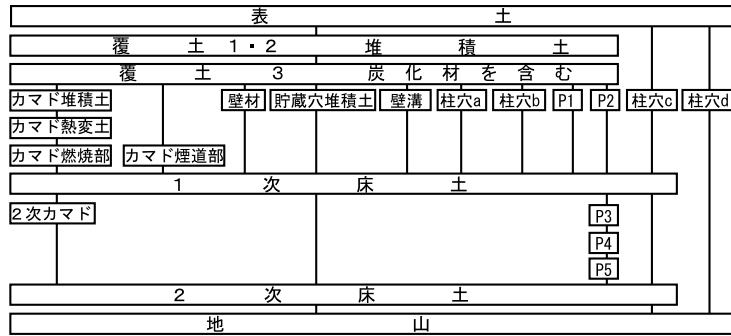 表土
覆土1・2 堆積土
覆土3 炭化材を含む
カマド堆積土 壁材 貯蔵穴堆積土 壁溝 柱穴a 柱穴b P1 P2 柱穴c 柱穴d
カマド熱変土
カマド燃焼部 カマド煙道部
1次床土
2次カマド P3
P4
P5
2次床土
地山